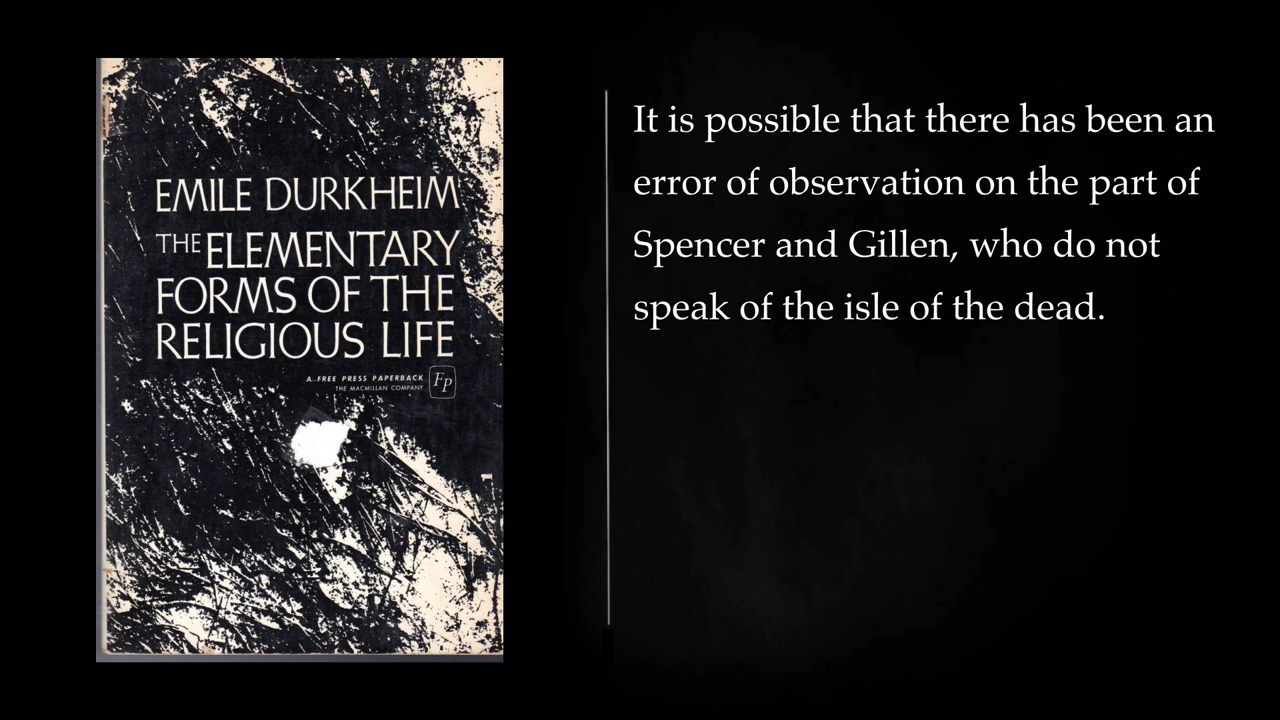 EMILE DURKHEIM
THE ELEMENTARY
FORMS OF THE
RELIGIOUS LIFE
A FREE PRESS PAPERBACK
THE MACMILLAN COMPANY
FP
It is possible that there has been an
error of observation on the part of
Spencer and Gillen, who do not
speak of the isle of the dead.